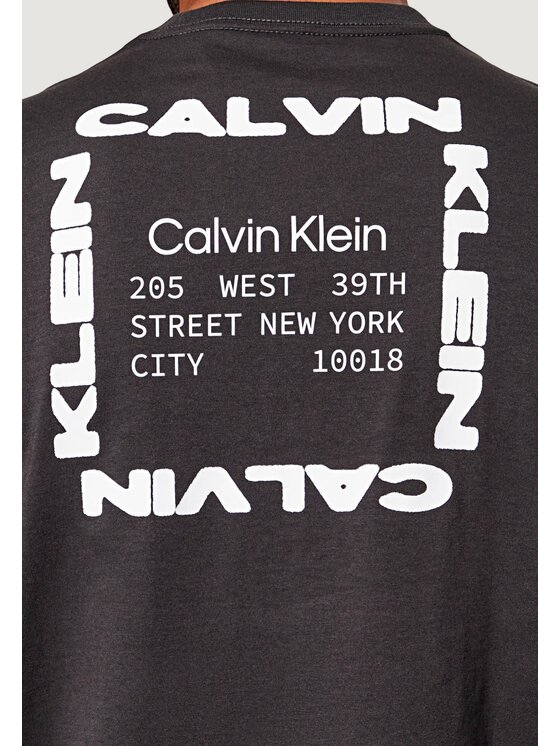 CALVIN
KLEIN
KLEIN
Calvin Klein
205 WEST 39TH
STREET NEW YORK
CITY 10018
CALVIN